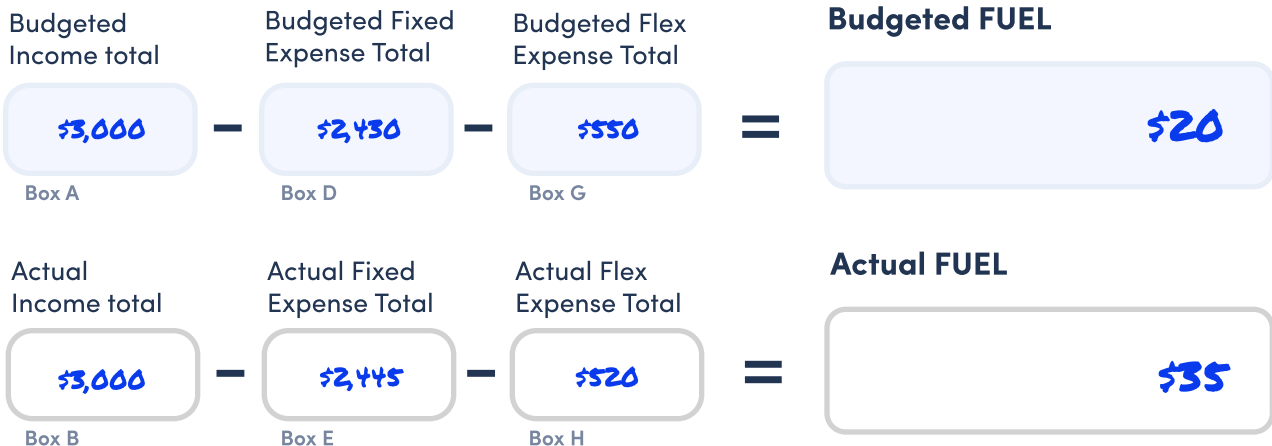 Budgeted Income total
Budgeted Fixed Expense Total
Budgeted Flex Expense Total
Budgeted FUEL
$3,000 − $2,430 − $550 = $20
Box A
Box D
Box G
Actual Income total
Actual Fixed Expense Total
Actual Flex Expense Total
Actual FUEL
$3,000 − $2,445 − $520 = $35
Box B
Box E
Box H